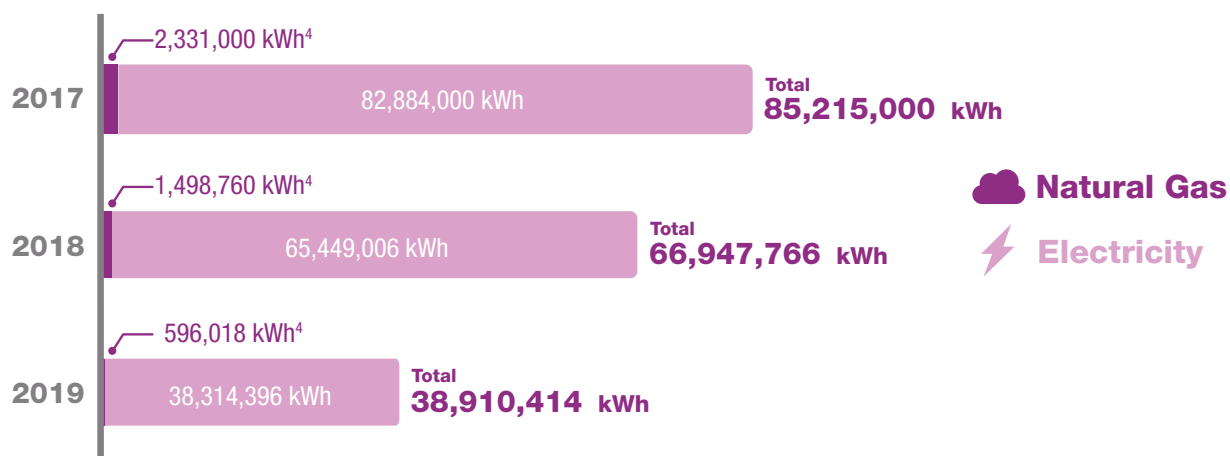 2,331,000 kWh⁴
2017
82,884,000 kWh
Total
85,215,000 kWh
1,498,760 kWh⁴
2018
65,449,006 kWh
Total
66,947,766 kWh
Natural Gas
Electricity
596,018 kWh⁴
2019
38,314,396 kWh
Total
38,910,414 kWh